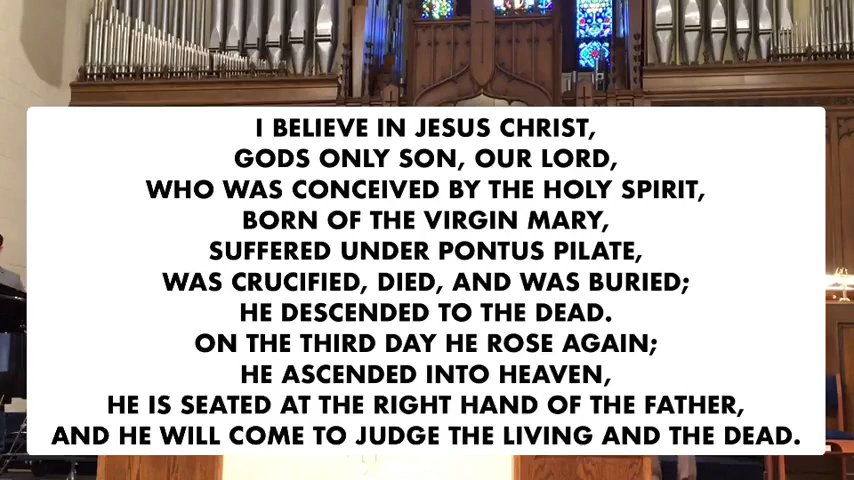 I BELIEVE IN JESUS CHRIST,
GODS ONLY SON, OUR LORD,
WHO WAS CONCEIVED BY THE HOLY SPIRIT,
BORN OF THE VIRGIN MARY,
SUFFERED UNDER PONTUS PILATE,
WAS CRUCIFIED, DIED, AND WAS BURIED;
HE DESCENDED TO THE DEAD.
ON THE THIRD DAY HE ROSE AGAIN;
HE ASCENDED INTO HEAVEN,
HE IS SEATED AT THE RIGHT HAND OF THE FATHER,
AND HE WILL COME TO JUDGE THE LIVING AND THE DEAD.